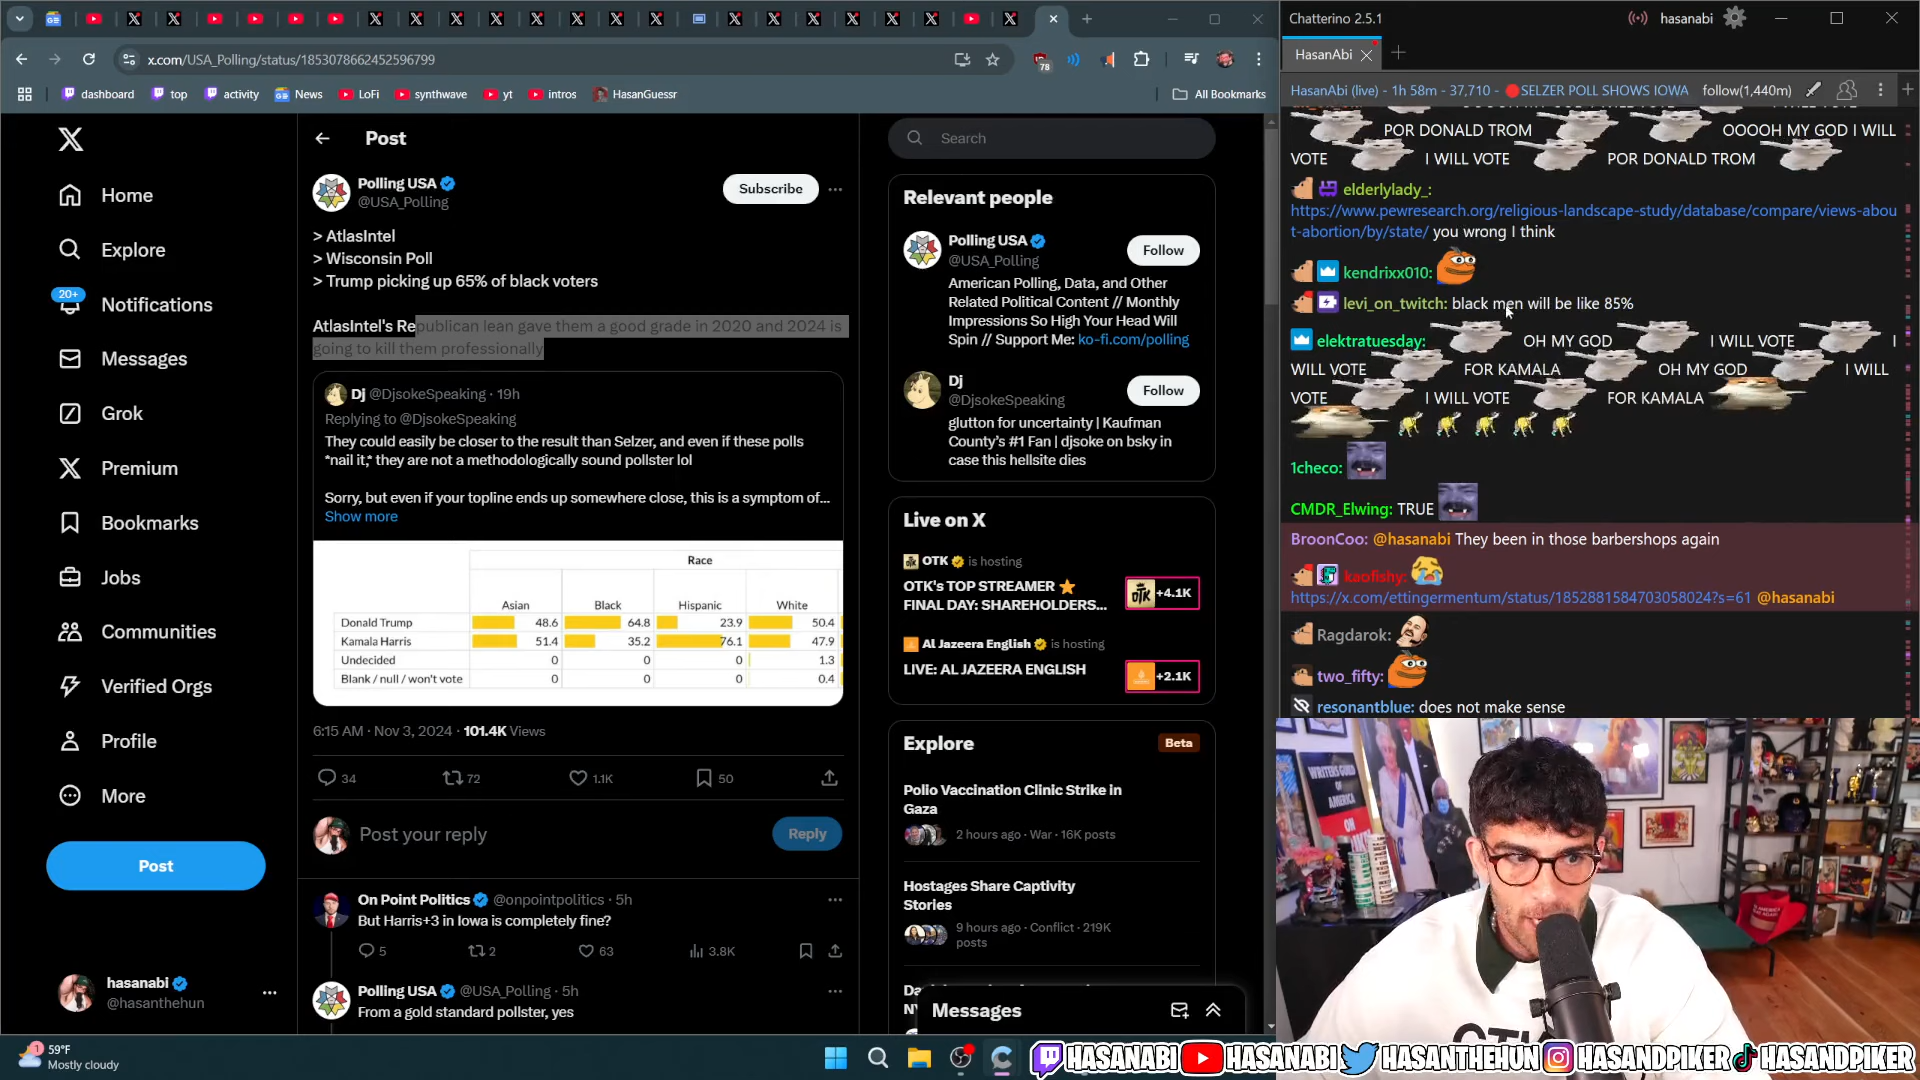 x.com/USA_Polling/status/1853078662452596799
78
dashboard
top
activity
News
LoFi
synthwave
yt
intros
HasanGuessr
All Bookmarks
Home
Explore
20+
Notifications
Messages
Grok
Premium
Bookmarks
Jobs
Communities
Verified Orgs
Profile
More
Post
hasanabi
@hasanthehun
Post
Polling USA
@USA_Polling
Subscribe
> AtlasIntel
> Wisconsin Poll
> Trump picking up 65% of black voters
AtlasIntel's Republican lean gave them a good grade in 2020 and 2024 is
going to kill them professionally
Dj @DjsokeSpeaking · 19h
Replying to @DjsokeSpeaking
They could easily be closer to the result than Selzer, and even if these polls
*nail it,* they are not a methodologically sound pollster lol
Sorry, but even if your topline ends up somewhere close, this is a symptom of...
Show more
Race
Asian Black Hispanic White
Donald Trump 48.6 64.8 23.9 50.4
Kamala Harris 51.4 35.2 76.1 47.9
Undecided 0 0 0 1.3
Blank / null / won't vote 0 0 0 0.4
6:15 AM · Nov 3, 2024 · 101.4K Views
34 72 1.1K 50
Post your reply
Reply
On Point Politics @onpointpolitics · 5h
But Harris+3 in Iowa is completely fine?
5 2 63 3.8K
Polling USA @USA_Polling · 5h
From a gold standard pollster, yes
Search
Relevant people
Polling USA
@USA_Polling
Follow
American Polling, Data, and Other
Related Political Content // Monthly
Impressions So High Your Head Will
Spin // Support Me: ko-fi.com/polling
Dj
@DjsokeSpeaking
Follow
glutton for uncertainty | Kaufman
County's #1 Fan | djsoke on bsky in
case this hellsite dies
Live on X
OTK is hosting
OTK's TOP STREAMER
FINAL DAY: SHAREHOLDERS...
OTK
+4.1K
Al Jazeera English is hosting
LIVE: AL JAZEERA ENGLISH
+2.1K
Explore
Beta
Polio Vaccination Clinic Strike in
Gaza
2 hours ago · War · 16K posts
Hostages Share Captivity
Stories
9 hours ago · Conflict · 219K
posts
Messages
Chatterino 2.5.1
hasanabi
HasanAbi
HasanAbi (live) - 1h 58m - 37,710 - SELZER POLL SHOWS IOWA
follow(1,440m)
POR DONALD TROM OOOOH MY GOD I WILL
VOTE I WILL VOTE POR DONALD TROM
elderlylady_:
https://www.pewresearch.org/religious-landscape-study/database/compare/views-abou
t-abortion/by/state/ you wrong I think
kendrixx010:
levi_on_twitch: black men will be like 85%
elektratuesday: OH MY GOD I WILL VOTE I
WILL VOTE FOR KAMALA OH MY GOD I WILL
VOTE I WILL VOTE FOR KAMALA
1checo:
CMDR_Elwing: TRUE
BroonCoo: @hasanabi They been in those barbershops again
kaofishy:
https://x.com/ettingermentum/status/1852881584703058024?s=61 @hasanabi
Ragdarok:
two_fifty:
resonantblue: does not make sense
WRITERS GUILD
OF AMERICA
ON
1
59°F
Mostly cloudy
HASANABI HASANABI HASANTHEHUN HASANDPIKER HASANDPIKER